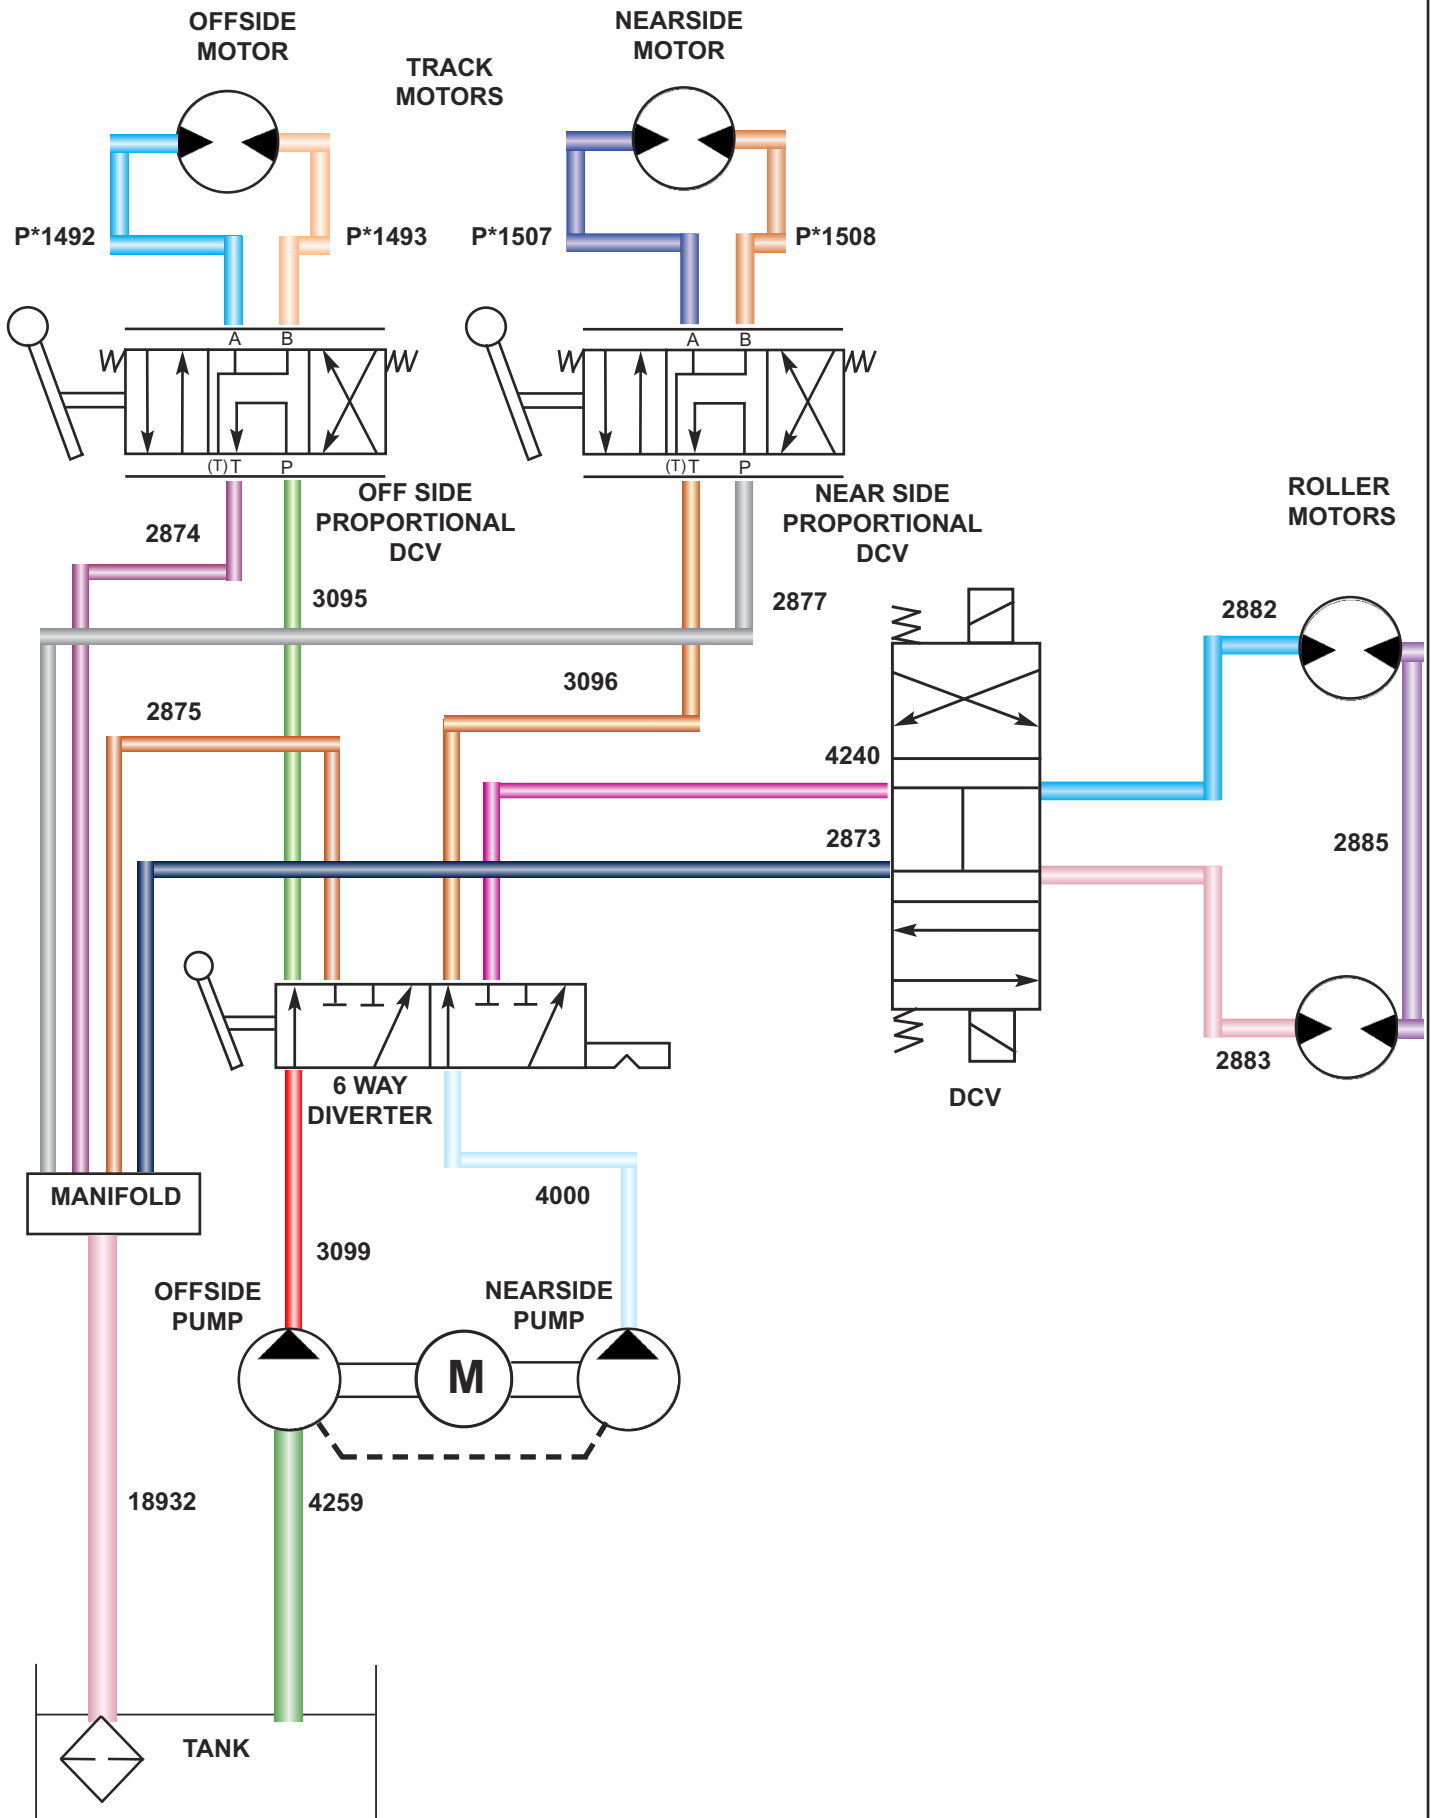 OFFSIDE
MOTOR
NEARSIDE
MOTOR
TRACK
MOTORS
P*1492
P*1493
P*1507
P*1508
A B
A B
(T) T P
(T) T P
OFF SIDE
PROPORTIONAL
DCV
NEAR SIDE
PROPORTIONAL
DCV
ROLLER
MOTORS
2874
3095
2877
2882
3096
2875
4240
2873
2885
2883
6 WAY
DIVERTER
DCV
MANIFOLD
4000
3099
OFFSIDE
PUMP
NEARSIDE
PUMP
M
18932
4259
TANK